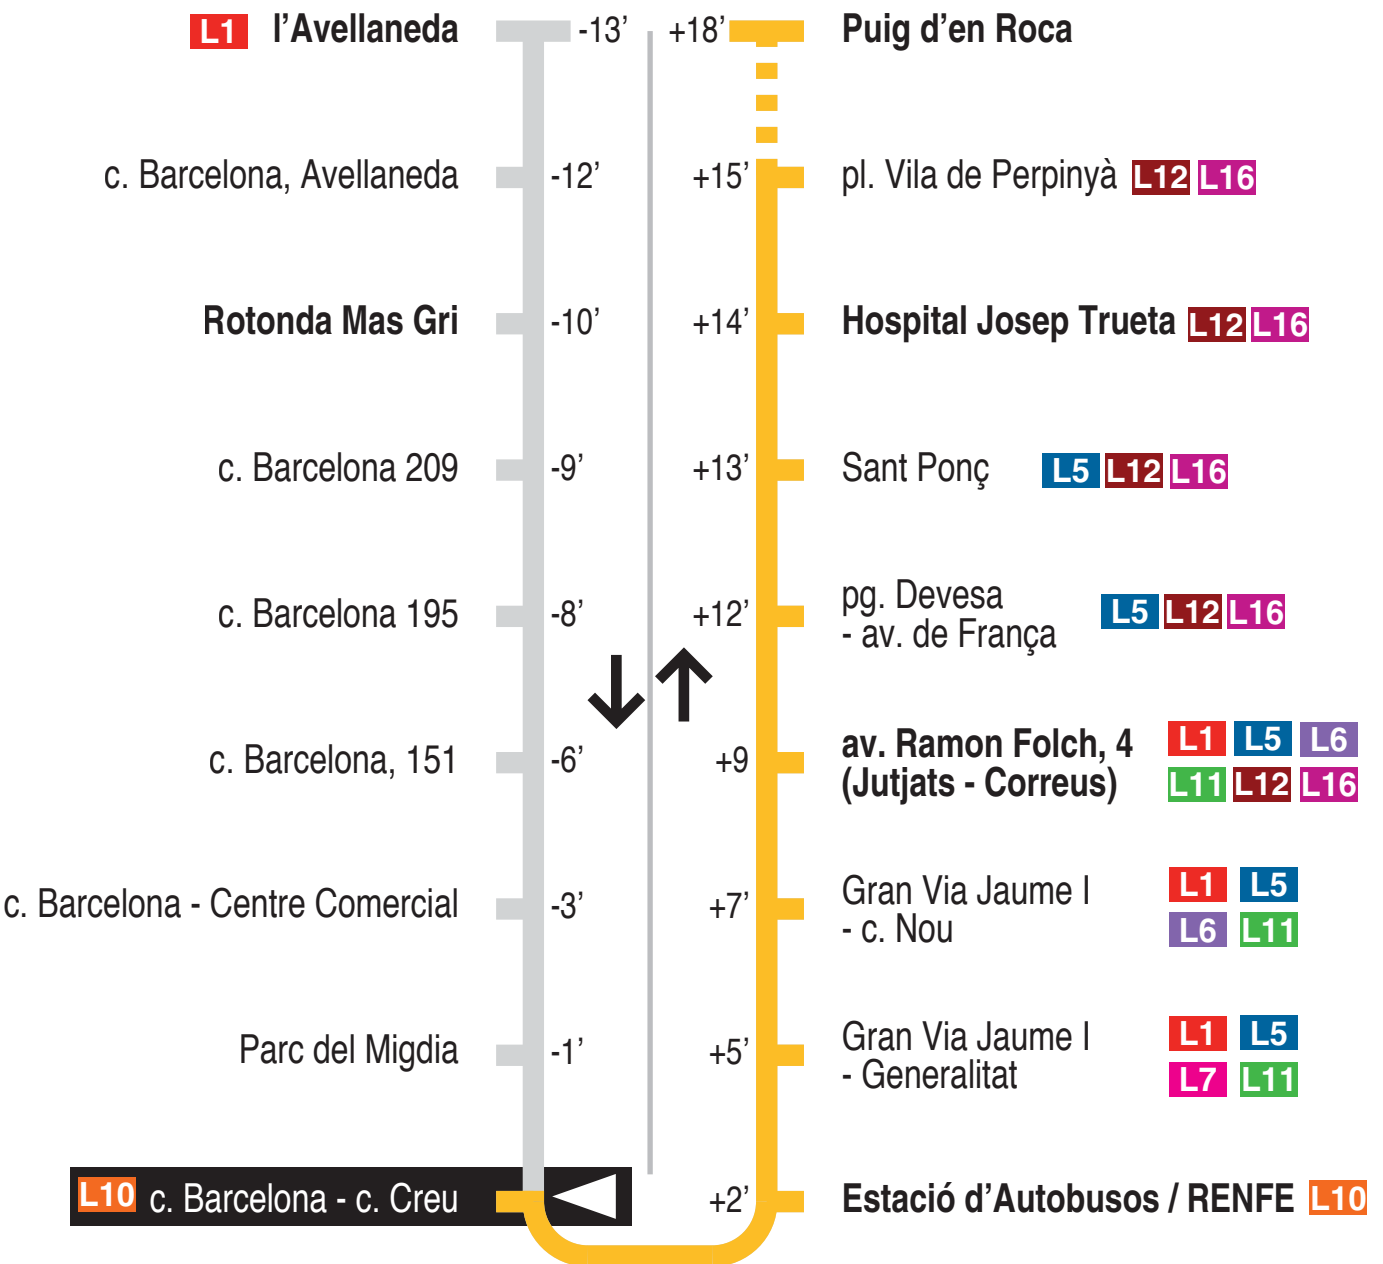 L1 l’Avellaneda -13’ +18’ Puig d’en Roca
c. Barcelona, Avellaneda -12’ +15’ pl. Vila de Perpinyà L12 L16
Rotonda Mas Gri -10’ +14’ Hospital Josep Trueta L12 L16
c. Barcelona 209 -9’ +13’ Sant Ponç L5 L12 L16
c. Barcelona 195 -8’ +12’ pg. Devesa
- av. de França L5 L12 L16
c. Barcelona, 151 -6’ +9 av. Ramon Folch, 4 L1 L5 L6
(Jutjats - Correus) L11 L12 L16
c. Barcelona - Centre Comercial -3’ +7’ Gran Via Jaume I L1 L5
- c. Nou L6 L11
Parc del Migdia -1’ +5’ Gran Via Jaume I L1 L5
- Generalitat L7 L11
L10 c. Barcelona - c. Creu +2’ Estació d’Autobusos / RENFE L10